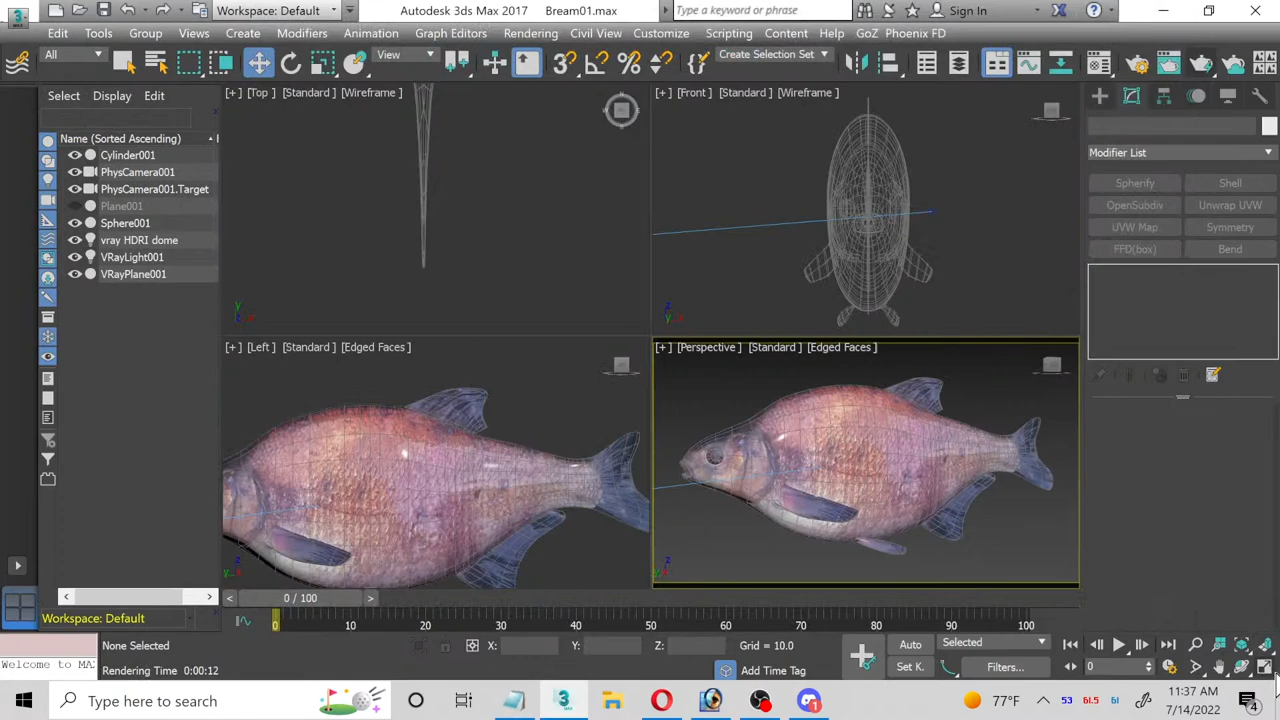 Workspace: Default
Autodesk 3ds Max 2017
Bream01.max
Type a keyword or phrase
Sign In
Edit
Tools
Group
Views
Create
Modifiers
Animation
Graph Editors
Rendering
Civil View
Customize
Scripting
Content
Help
GoZ
Phoenix FD
All
View
Create Selection Set
Select
Display
Edit
[+] [Top] [Standard] [Wireframe]
[+] [Front] [Standard] [Wireframe]
Name (Sorted Ascending)
Cylinder001
PhysCamera001
PhysCamera001.Target
Plane001
Sphere001
vray HDRI dome
VRayLight001
VRayPlane001
Modifier List
Spherify
Shell
OpenSubdiv
Unwrap UVW
UVW Map
Symmetry
FFD(box)
Bend
[+] [Left] [Standard] [Edged Faces]
[+] [Perspective] [Standard] [Edged Faces]
0 / 100
Workspace: Default
0
10
20
30
40
50
60
70
80
90
100
None Selected
X:
Y:
Z:
Grid = 10.0
Auto
Selected
Welcome to MA
Rendering Time 0:00:12
Add Time Tag
Set K.
Filters...
0
Type here to search
1
77°F
53
61.5
11:37 AM
7/14/2022
4